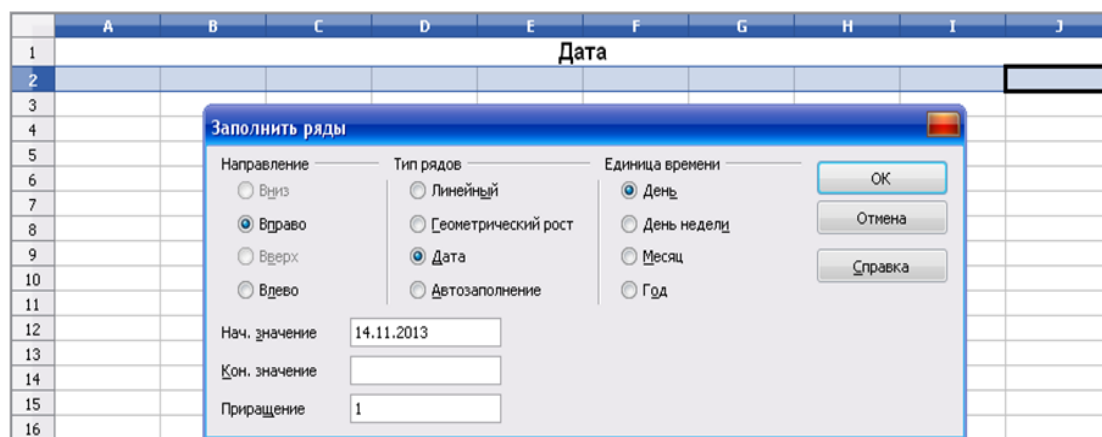 A B C D E F G H I J
1 Дата
2
3
4 Заполнить ряды
5 Направление Тип рядов Единица времени
6 Вниз Линейный День OK
7
8 Вправо Геометрический рост День недели Отмена
9 Вверх Дата Месяц
10 Справка
11 Влево Автозаполнение Год
12 Нач. значение 14.11.2013
13
14 Кон. значение
15 Приращение 1
16